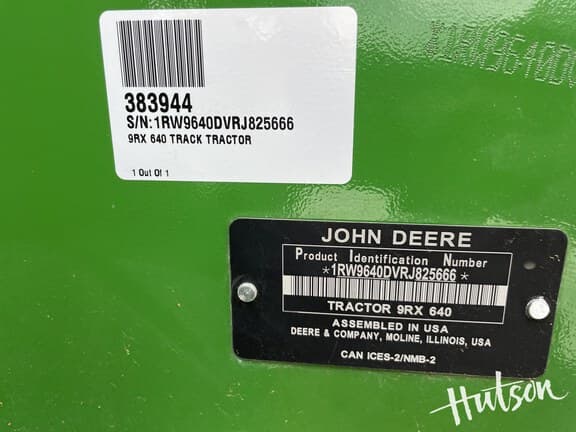 383944
S/N:1RW9640DVRJ825666
9RX 640 TRACK TRACTOR
1 Out Of 1
JOHN DEERE
Product Identification Number
*1RW9640DVRJ825666*
TRACTOR 9RX 640
ASSEMBLED IN USA
DEERE & COMPANY, MOLINE, ILLINOIS, USA
CAN ICES-2/NMB-2
Hutson